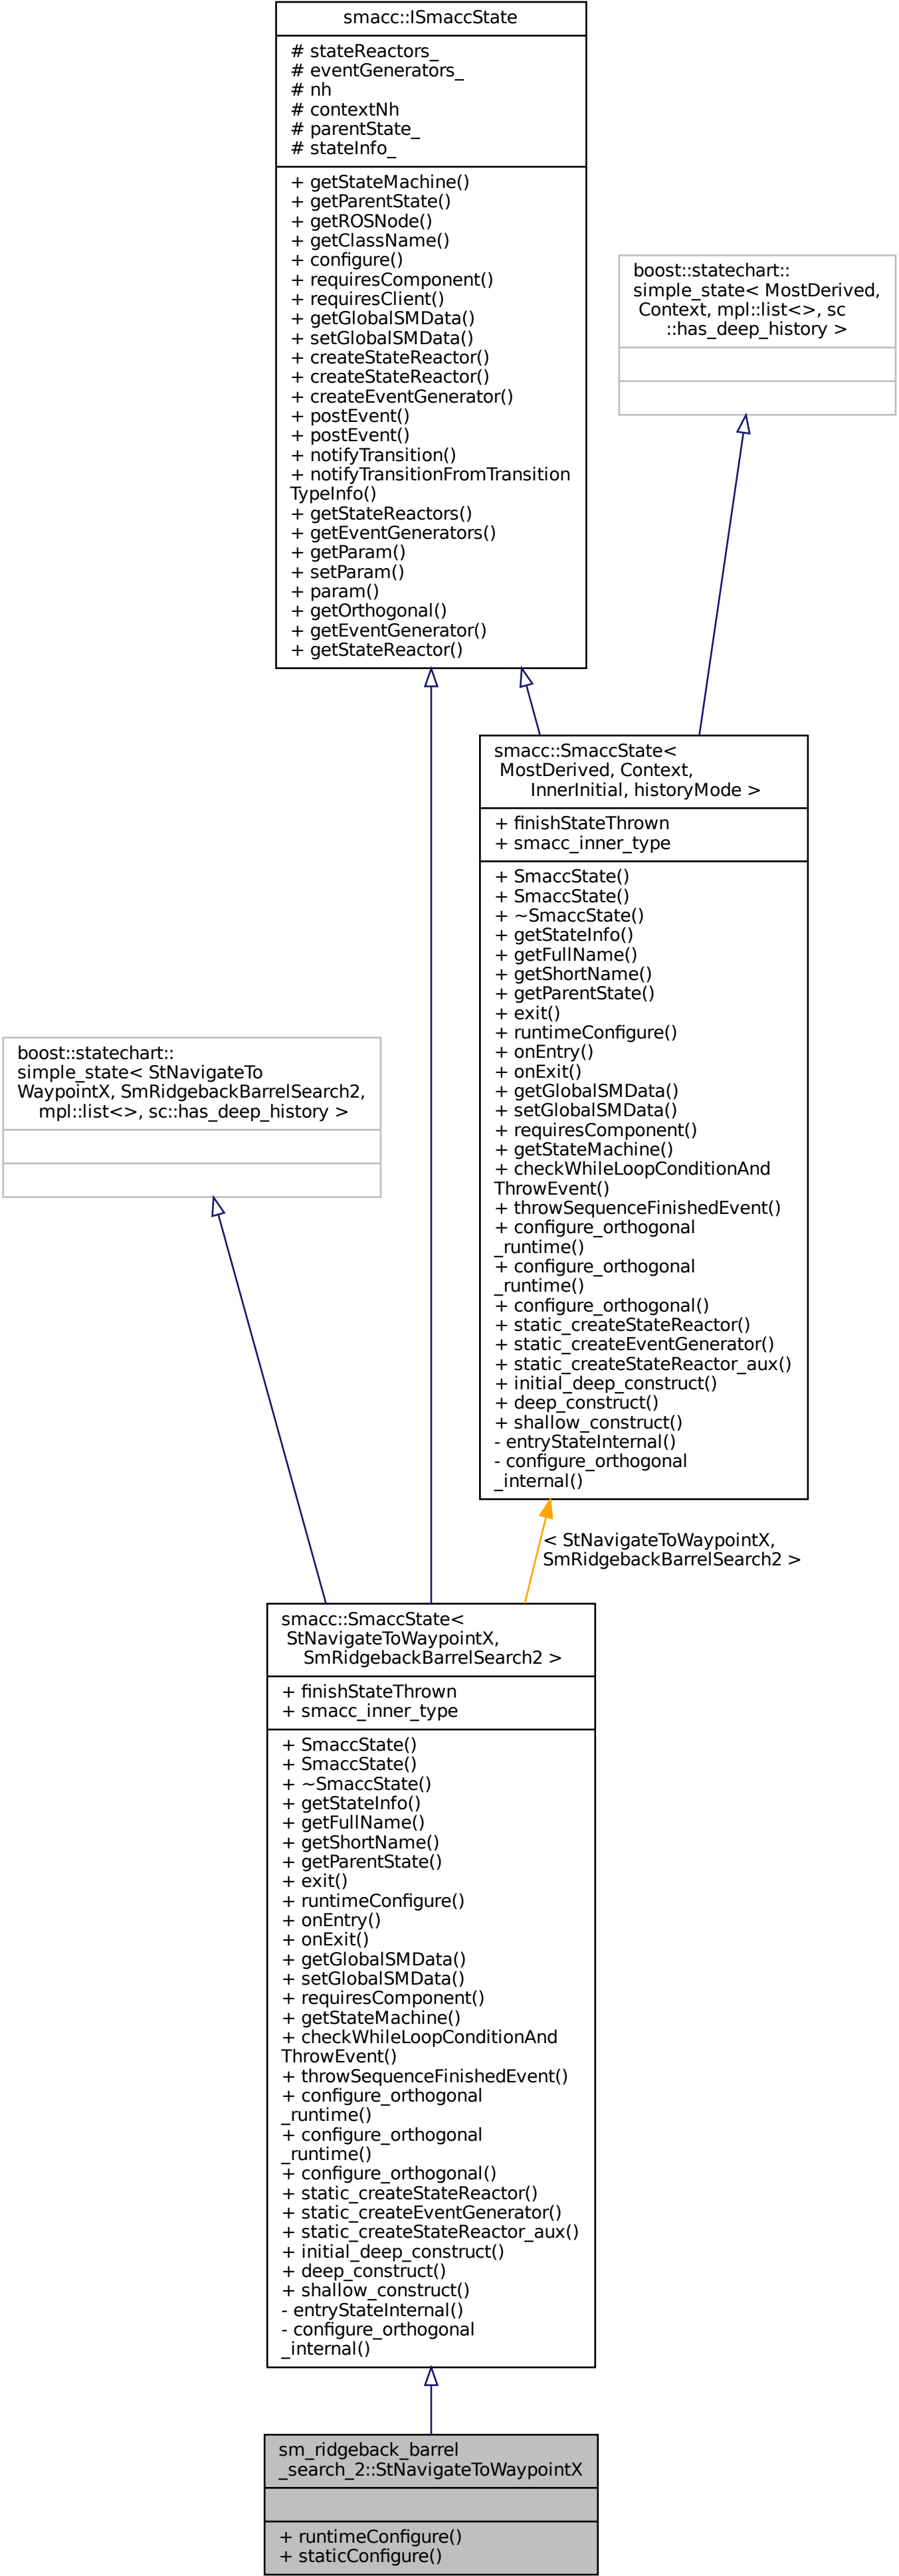 smacc::ISmaccState
# stateReactors_
# eventGenerators_
# nh
# contextNh
# parentState_
# stateInfo_
+ getStateMachine()
+ getParentState()
+ getROSNode()
+ getClassName()
+ configure()
+ requiresComponent()
+ requiresClient()
+ getGlobalSMData()
+ setGlobalSMData()
+ createStateReactor()
+ createStateReactor()
+ createEventGenerator()
+ postEvent()
+ postEvent()
+ notifyTransition()
+ notifyTransitionFromTransition
TypeInfo()
+ getStateReactors()
+ getEventGenerators()
+ getParam()
+ setParam()
+ param()
+ getOrthogonal()
+ getEventGenerator()
+ getStateReactor()
boost::statechart::
simple_state< MostDerived,
Context, mpl::list<>, sc
::has_deep_history >
smacc::SmaccState<
MostDerived, Context,
InnerInitial, historyMode >
+ finishStateThrown
+ smacc_inner_type
+ SmaccState()
+ SmaccState()
+ ~SmaccState()
+ getStateInfo()
+ getFullName()
+ getShortName()
+ getParentState()
+ exit()
+ runtimeConfigure()
+ onEntry()
+ onExit()
+ getGlobalSMData()
+ setGlobalSMData()
+ requiresComponent()
+ getStateMachine()
+ checkWhileLoopConditionAnd
ThrowEvent()
+ throwSequenceFinishedEvent()
+ configure_orthogonal
_runtime()
+ configure_orthogonal
_runtime()
+ configure_orthogonal()
+ static_createStateReactor()
+ static_createEventGenerator()
+ static_createStateReactor_aux()
+ initial_deep_construct()
+ deep_construct()
+ shallow_construct()
- entryStateInternal()
- configure_orthogonal
_internal()
boost::statechart::
simple_state< StNavigateTo
WaypointX, SmRidgebackBarrelSearch2,
mpl::list<>, sc::has_deep_history >
< StNavigateToWaypointX,
SmRidgebackBarrelSearch2 >
smacc::SmaccState<
StNavigateToWaypointX,
SmRidgebackBarrelSearch2 >
+ finishStateThrown
+ smacc_inner_type
+ SmaccState()
+ SmaccState()
+ ~SmaccState()
+ getStateInfo()
+ getFullName()
+ getShortName()
+ getParentState()
+ exit()
+ runtimeConfigure()
+ onEntry()
+ onExit()
+ getGlobalSMData()
+ setGlobalSMData()
+ requiresComponent()
+ getStateMachine()
+ checkWhileLoopConditionAnd
ThrowEvent()
+ throwSequenceFinishedEvent()
+ configure_orthogonal
_runtime()
+ configure_orthogonal
_runtime()
+ configure_orthogonal()
+ static_createStateReactor()
+ static_createEventGenerator()
+ static_createStateReactor_aux()
+ initial_deep_construct()
+ deep_construct()
+ shallow_construct()
- entryStateInternal()
- configure_orthogonal
_internal()
sm_ridgeback_barrel
_search_2::StNavigateToWaypointX
+ runtimeConfigure()
+ staticConfigure()